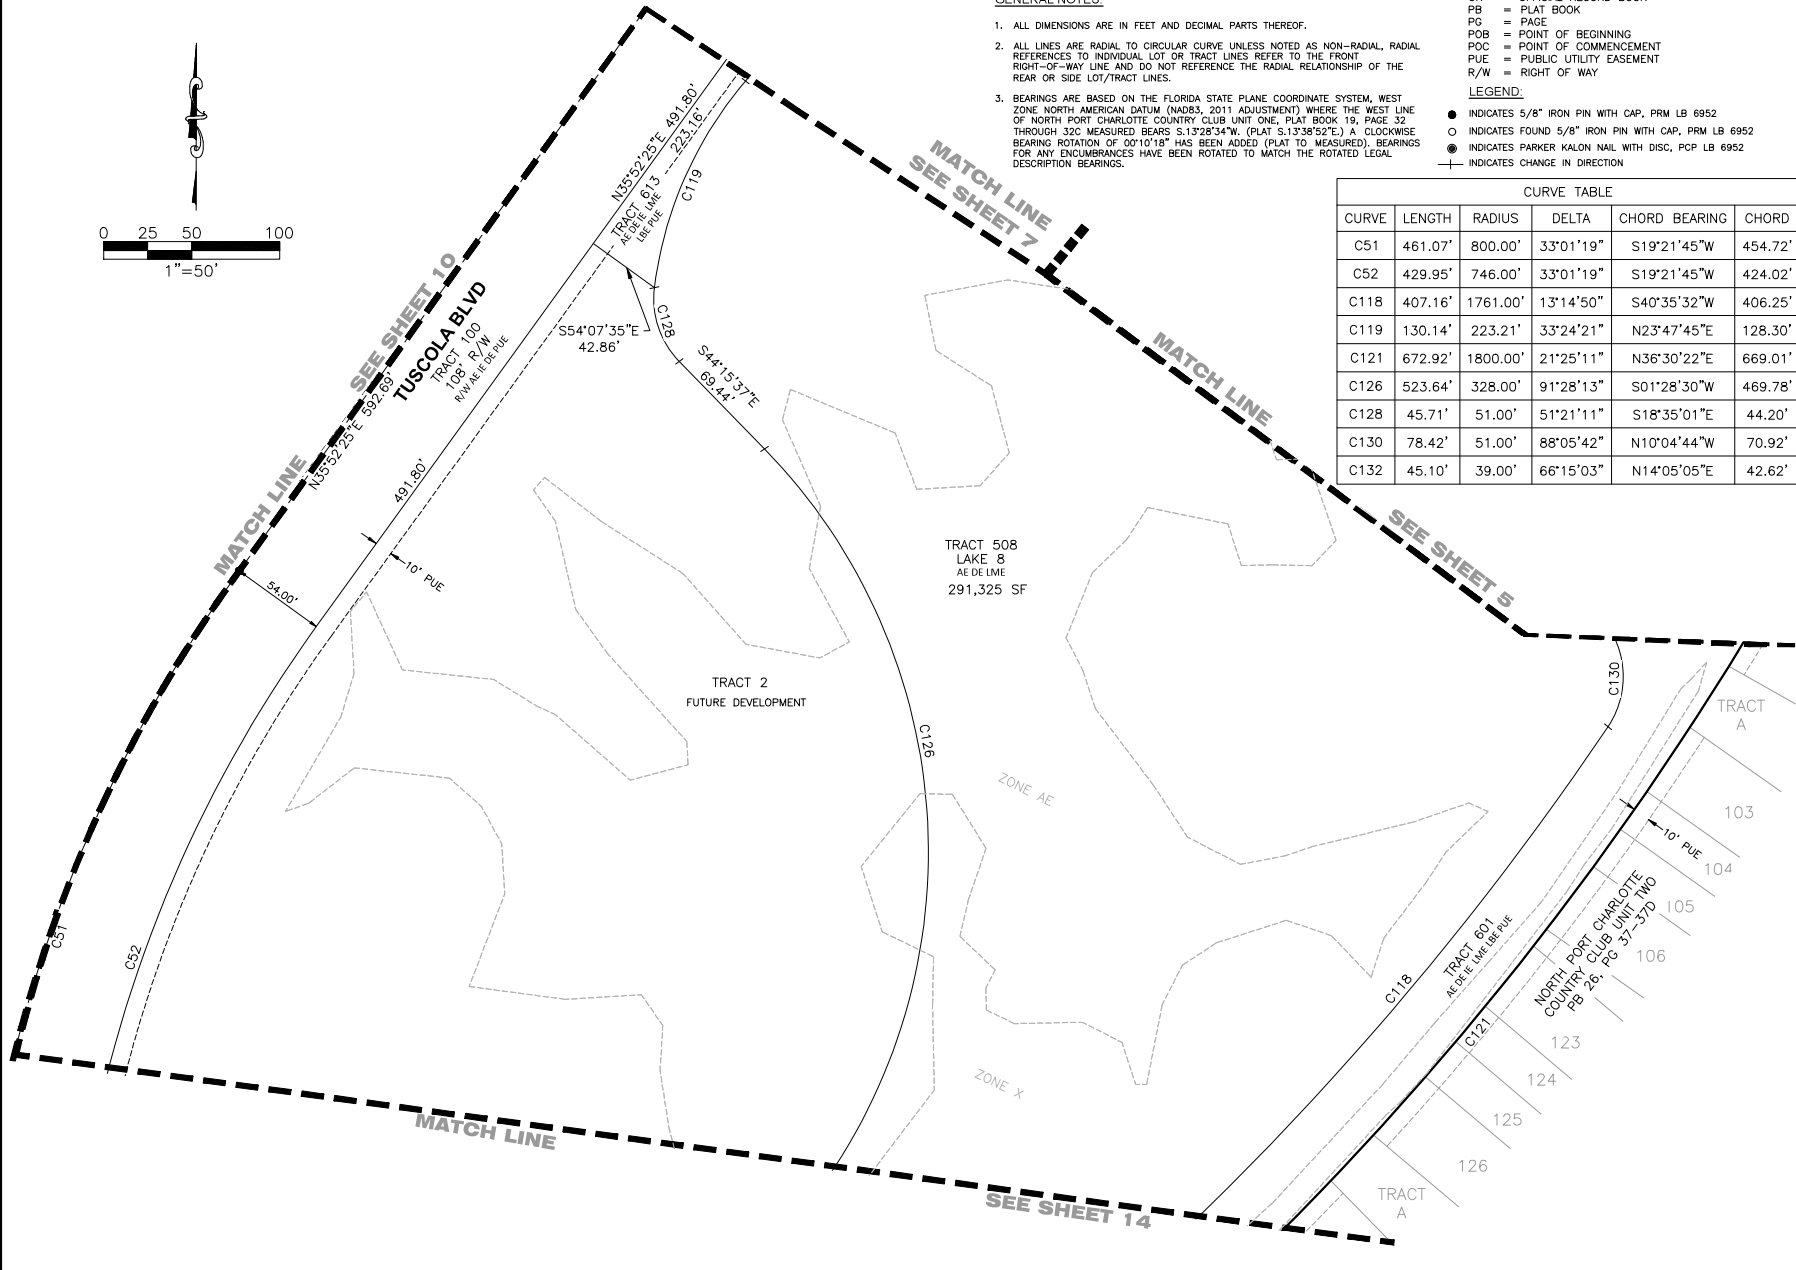 GENERAL NOTES:
1. ALL DIMENSIONS ARE IN FEET AND DECIMAL PARTS THEREOF.
2. ALL LINES ARE RADIAL TO CIRCULAR CURVE UNLESS NOTED AS NON-RADIAL, RADIAL
REFERENCES TO INDIVIDUAL LOT OR TRACT LINES REFER TO THE FRONT
RIGHT-OF-WAY LINE AND DO NOT REFERENCE THE RADIAL RELATIONSHIP OF THE
REAR OR SIDE LOT/TRACT LINES.
3. BEARINGS ARE BASED ON THE FLORIDA STATE PLANE COORDINATE SYSTEM, WEST
ZONE NORTH AMERICAN DATUM (NAD83, 2011 ADJUSTMENT) WHERE THE WEST LINE
OF NORTH PORT CHARLOTTE COUNTRY CLUB UNIT ONE, PLAT BOOK 19, PAGE 32
THROUGH 32C MEASURED BEARS S.13°28'34"W. (PLAT S.13°38'52"E.) A CLOCKWISE
BEARING ROTATION OF 00°10'18" HAS BEEN ADDED (PLAT TO MEASURED). BEARINGS
FOR ANY ENCUMBRANCES HAVE BEEN ROTATED TO MATCH THE ROTATED LEGAL
DESCRIPTION BEARINGS.
PB = PLAT BOOK
PG = PAGE
POB = POINT OF BEGINNING
POC = POINT OF COMMENCEMENT
PUE = PUBLIC UTILITY EASEMENT
R/W = RIGHT OF WAY
LEGEND:
INDICATES 5/8" IRON PIN WITH CAP, PRM LB 6952
INDICATES FOUND 5/8" IRON PIN WITH CAP, PRM LB 6952
INDICATES PARKER KALON NAIL WITH DISC, PCP LB 6952
INDICATES CHANGE IN DIRECTION
CURVE TABLE
CURVE LENGTH RADIUS DELTA CHORD BEARING CHORD
C51 461.07' 800.00' 33°01'19" S19°21'45"W 454.72'
C52 429.95' 746.00' 33°01'19" S19°21'45"W 424.02'
C118 407.16' 1761.00' 13°14'50" S40°35'32"W 406.25'
C119 130.14' 223.21' 33°24'21" N23°47'45"E 128.30'
C121 672.92' 1800.00' 21°25'11" N36°30'22"E 669.01'
C126 523.64' 328.00' 91°28'13" S01°28'30"W 469.78'
C128 45.71' 51.00' 51°21'11" S18°35'01"E 44.20'
C130 78.42' 51.00' 88°05'42" N10°04'44"W 70.92'
C132 45.10' 39.00' 66°15'03" N14°05'05"E 42.62'
0 25 50 100
1"=50'
MATCH LINE
SEE SHEET 7
MATCH LINE
SEE SHEET 5
MATCH LINE
SEE SHEET 10
N35°52'25"E 592.69'
TUSCOLA BLVD
TRACT 100
108' R/W
R/W AE IE DE PUE
N35°52'25"E 491.80'
223.16'
TRACT 613
AE DE IE LME
LBE PUE
C119
S54°07'35"E
42.86'
C128
S44°15'37"E
69.44'
491.80'
10' PUE
54.00'
TRACT 508
LAKE 8
AE DE LME
291,325 SF
TRACT 2
FUTURE DEVELOPMENT
C126
C130
ZONE AE
ZONE X
C51
C52
C118
C121
TRACT 601
AE DE IE LME LBE PUE
NORTH PORT CHARLOTTE
COUNTRY CLUB UNIT TWO
PB 26, PG 37-37D
10' PUE
TRACT
A
103
104
105
106
123
124
125
126
TRACT
A
MATCH LINE
SEE SHEET 14